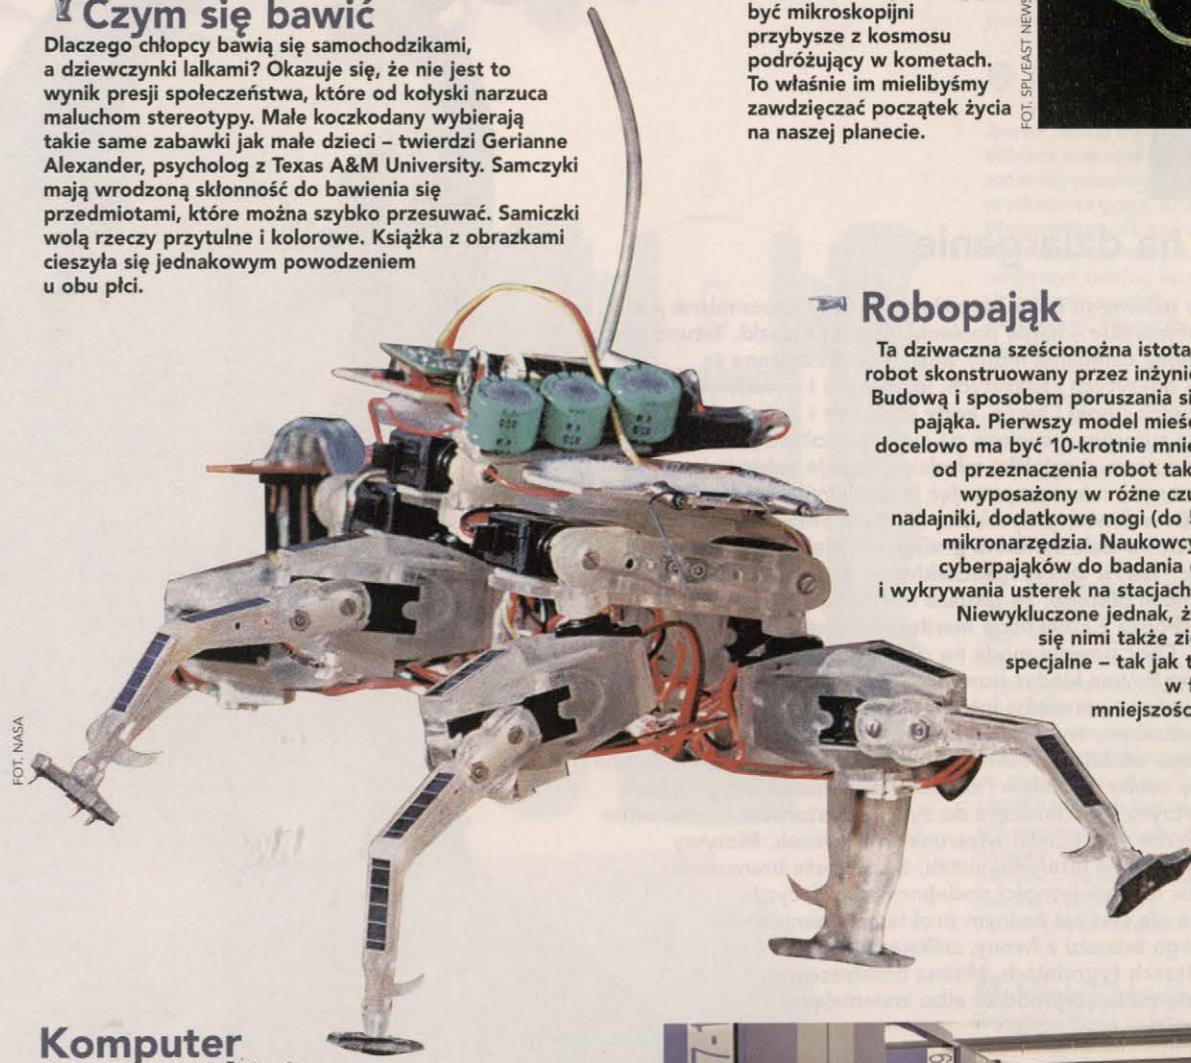 Czym się bawić
Dlaczego chłopcy bawią się samochodzikami,
a dziewczynki lalkami? Okazuje się, że nie jest to
wynik presji społeczeństwa, które od kołyski narzuca
maluchom stereotypy. Małe koczkodany wybierają
takie same zabawki jak małe dzieci – twierdzi Gerianne
Alexander, psycholog z Texas A&M University. Samczyki
mają wrodzoną skłonność do bawienia się
przedmiotami, które można szybko przesuwać. Samiczki
wolą rzeczy przytulne i kolorowe. Książka z obrazkami
cieszyła się jednakowym powodzeniem
u obu płci.
być mikroskopijni
przybysze z kosmosu
podróżujący w kometach.
To właśnie im mielibyśmy
zawdzięczać początek życia
na naszej planecie.
FOT. SPL/EAST NEWS
Robopająk
Ta dziwaczna sześcionożna istota
robot skonstruowany przez inżynie
Budową i sposobem poruszania si
pająka. Pierwszy model mieś
docelowo ma być 10-krotnie mnie
od przeznaczenia robot tak
wyposażony w różne czu
nadajniki, dodatkowe nogi (do
mikronarzędzia. Naukowcy
cyberpająków do badania
i wykrywania usterek na stacjach
Niewykluczone jednak, ż
się nimi także zi
specjalne – tak jak t
w
mniejszośc
FOT. NASA
Komputer